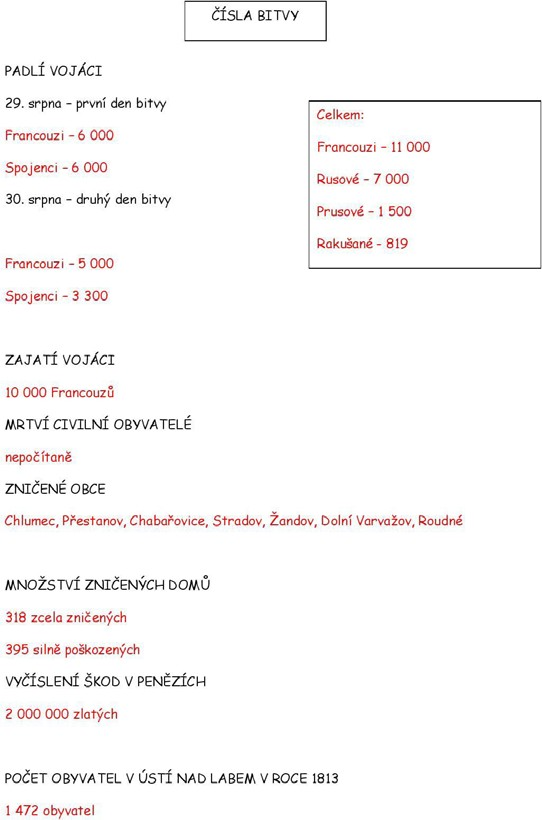 ČÍSLA BITVY
PADLÍ VOJÁCI
29. srpna – první den bitvy
Francouzi – 6 000
Spojenci – 6 000
30. srpna – druhý den bitvy
Francouzi – 5 000
Spojenci – 3 300
Celkem:
Francouzi – 11 000
Rusové – 7 000
Prusové – 1 500
Rakušané - 819
ZAJATÍ VOJÁCI
10 000 Francouzů
MRTVÍ CIVILNÍ OBYVATELÉ
nepočítaně
ZNIČENÉ OBCE
Chlumec, Přestanov, Chabařovice, Stradov, Žandov, Dolní Varvažov, Roudné
MNOŽSTVÍ ZNIČENÝCH DOMŮ
318 zcela zničených
395 silně poškozených
VYČÍSLENÍ ŠKOD V PENĚZÍCH
2 000 000 zlatých
POČET OBYVATEL V ÚSTÍ NAD LABEM V ROCE 1813
1 472 obyvatel